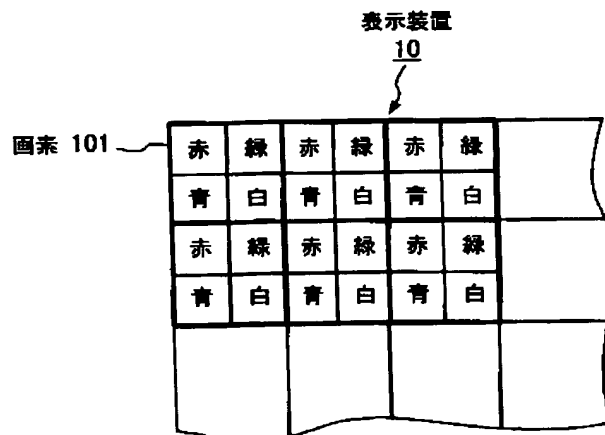 表示装置
10
画素 101
赤 緑 赤 緑 赤 緑
青 白 青 白 青 白
赤 緑 赤 緑 赤 緑
青 白 青 白 青 白